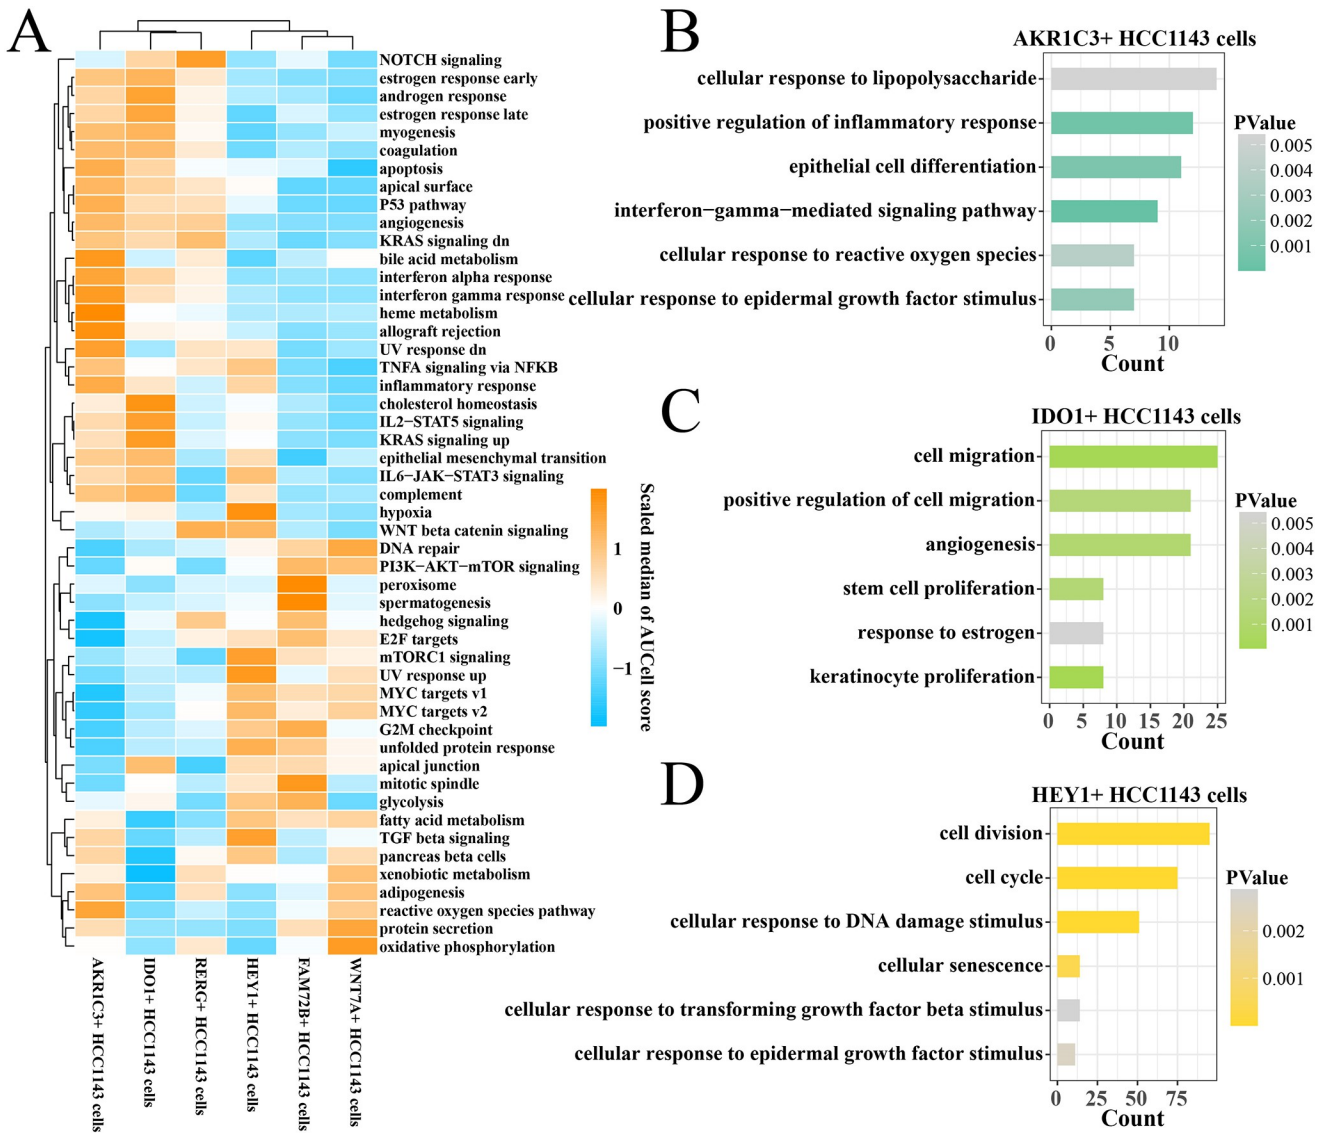 A
NOTCH signaling
estrogen response early
androgen response
estrogen response late
myogenesis
coagulation
apoptosis
apical surface
P53 pathway
angiogenesis
KRAS signaling dn
bile acid metabolism
interferon alpha response
interferon gamma response
heme metabolism
allograft rejection
UV response dn
TNFA signaling via NFKB
inflammatory response
cholesterol homeostasis
IL2−STAT5 signaling
KRAS signaling up
epithelial mesenchymal transition
IL6−JAK−STAT3 signaling
complement
hypoxia
WNT beta catenin signaling
DNA repair
PI3K−AKT−mTOR signaling
peroxisome
spermatogenesis
hedgehog signaling
E2F targets
mTORC1 signaling
UV response up
MYC targets v1
MYC targets v2
G2M checkpoint
unfolded protein response
apical junction
mitotic spindle
glycolysis
fatty acid metabolism
TGF beta signaling
pancreas beta cells
xenobiotic metabolism
adipogenesis
reactive oxygen species pathway
protein secretion
oxidative phosphorylation
AKR1C3+ HCC1143 cells
IDO1+ HCC1143 cells
RERG+ HCC1143 cells
HEY1+ HCC1143 cells
FAM72B+ HCC1143 cells
WNT7A+ HCC1143 cells
1
0
−1
Scaled median of AUCell score
B
AKR1C3+ HCC1143 cells
cellular response to lipopolysaccharide
positive regulation of inflammatory response
epithelial cell differentiation
interferon−gamma−mediated signaling pathway
cellular response to reactive oxygen species
cellular response to epidermal growth factor stimulus
0 5 10
Count
PValue
0.005
0.004
0.003
0.002
0.001
C
IDO1+ HCC1143 cells
cell migration
positive regulation of cell migration
angiogenesis
stem cell proliferation
response to estrogen
keratinocyte proliferation
0 5 10 15 20 25
Count
PValue
0.005
0.004
0.003
0.002
0.001
D
HEY1+ HCC1143 cells
cell division
cell cycle
cellular response to DNA damage stimulus
cellular senescence
cellular response to transforming growth factor beta stimulus
cellular response to epidermal growth factor stimulus
0 25 50 75
Count
PValue
0.002
0.001